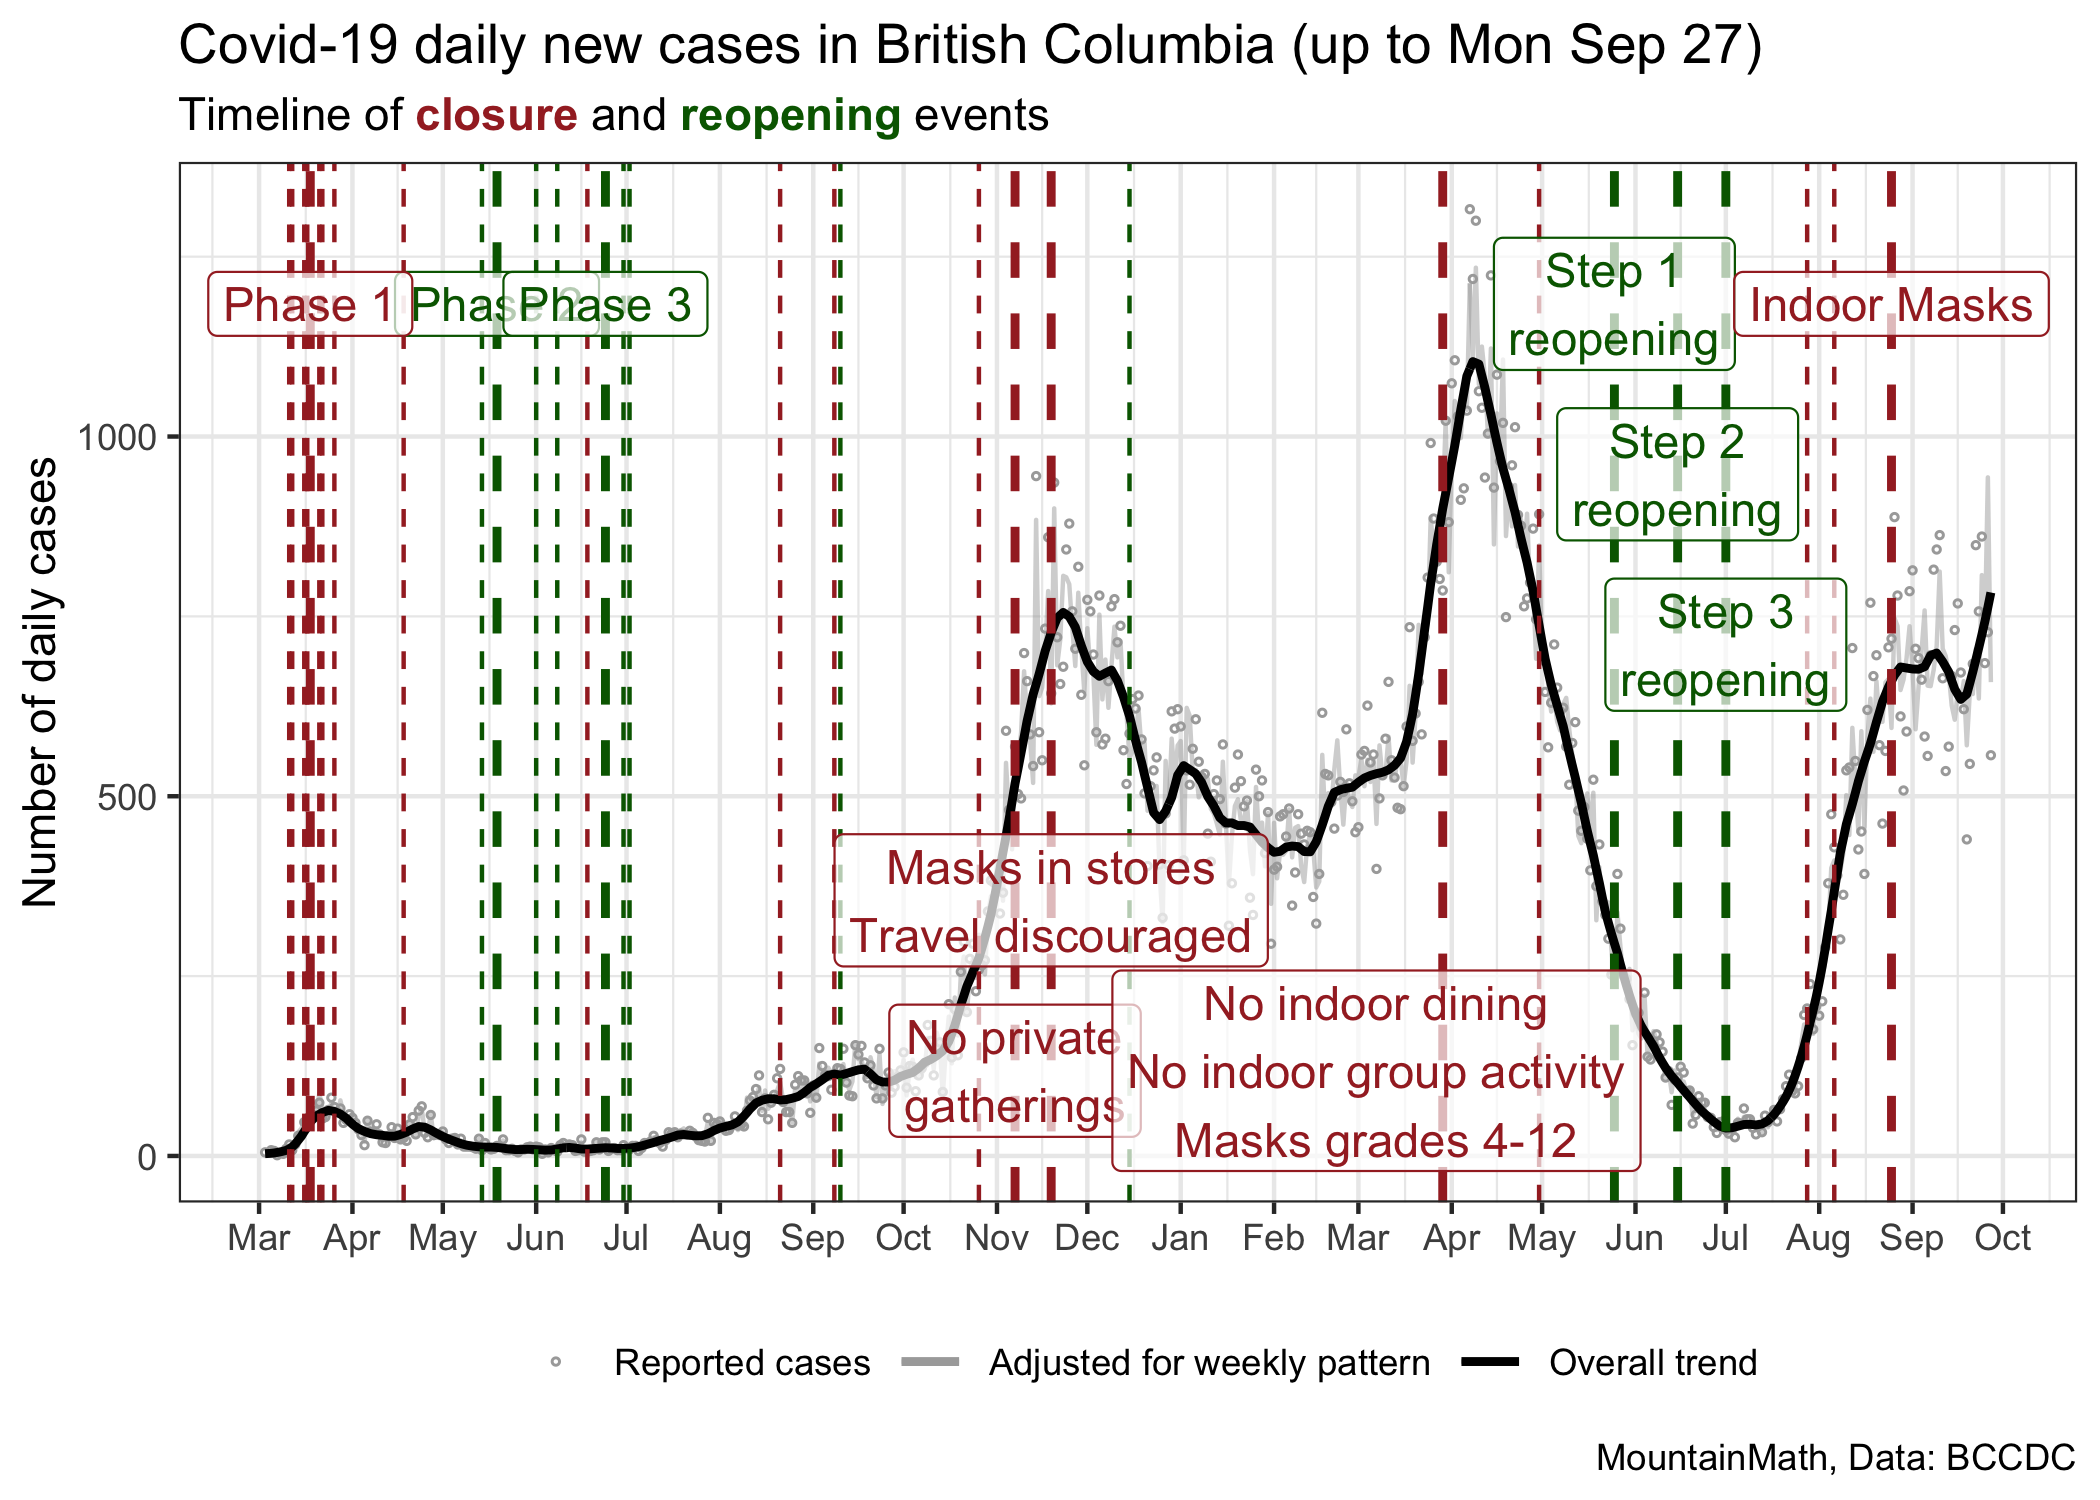 Covid-19 daily new cases in British Columbia (up to Mon Sep 27)
Timeline of closure and reopening events
Number of daily cases
1000
500
0
Phase 1
Phase 2
Phase 3
Step 1
reopening
Indoor Masks
Step 2
reopening
Step 3
reopening
Masks in stores
Travel discouraged
No private
gatherings
No indoor dining
No indoor group activity
Masks grades 4-12
Mar Apr May Jun Jul Aug Sep Oct Nov Dec Jan Feb Mar Apr May Jun Jul Aug Sep Oct
Reported cases Adjusted for weekly pattern Overall trend
MountainMath, Data: BCCDC